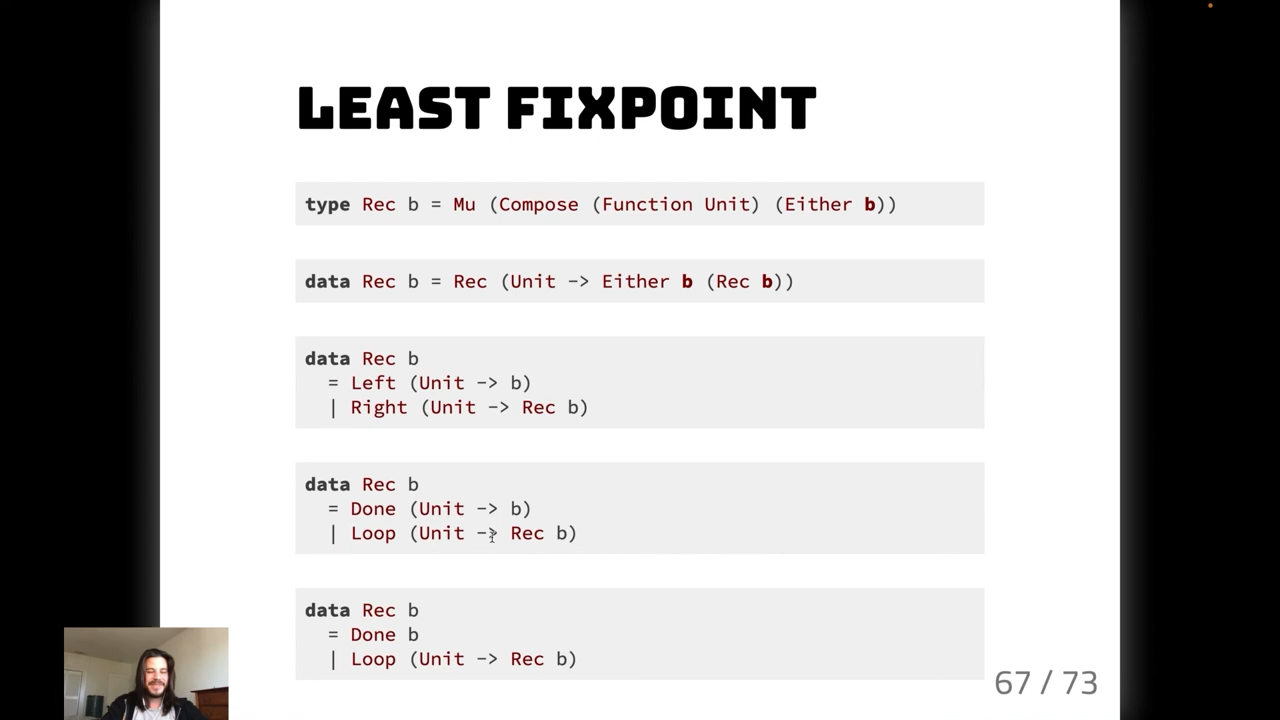 LEAST FIXPOINT
type Rec b = Mu (Compose (Function Unit) (Either b))
data Rec b = Rec (Unit -> Either b (Rec b))
data Rec b
= Left (Unit -> b)
| Right (Unit -> Rec b)
data Rec b
= Done (Unit -> b)
| Loop (Unit -> Rec b)
data Rec b
= Done b
| Loop (Unit -> Rec b)
67 / 73